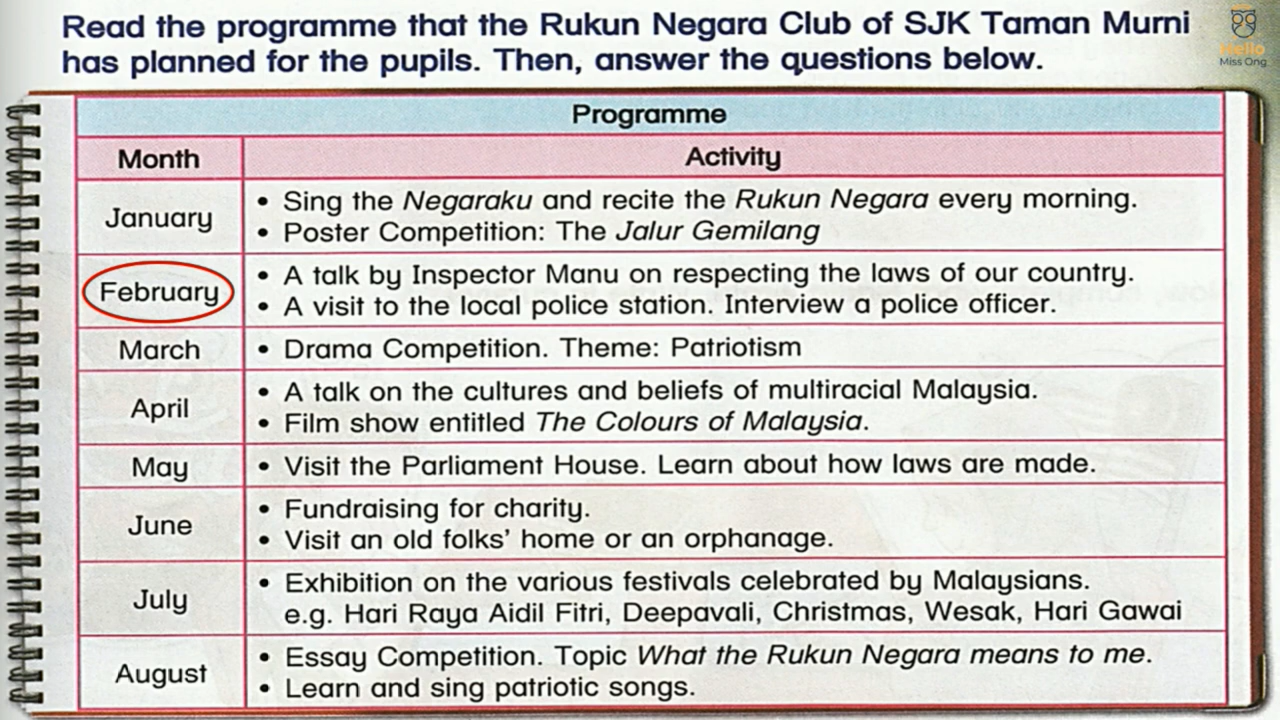 Read the programme that the Rukun Negara Club of SJK Taman Murni
has planned for the pupils. Then, answer the questions below.
Hello
Miss Ong
Programme
Month
Activity
January
• Sing the Negaraku and recite the Rukun Negara every morning.
• Poster Competition: The Jalur Gemilang
February
• A talk by Inspector Manu on respecting the laws of our country.
• A visit to the local police station. Interview a police officer.
March
• Drama Competition. Theme: Patriotism
April
• A talk on the cultures and beliefs of multiracial Malaysia.
• Film show entitled The Colours of Malaysia.
May
• Visit the Parliament House. Learn about how laws are made.
June
• Fundraising for charity.
• Visit an old folks' home or an orphanage.
July
• Exhibition on the various festivals celebrated by Malaysians.
e.g. Hari Raya Aidil Fitri, Deepavali, Christmas, Wesak, Hari Gawai
August
• Essay Competition. Topic What the Rukun Negara means to me.
• Learn and sing patriotic songs.